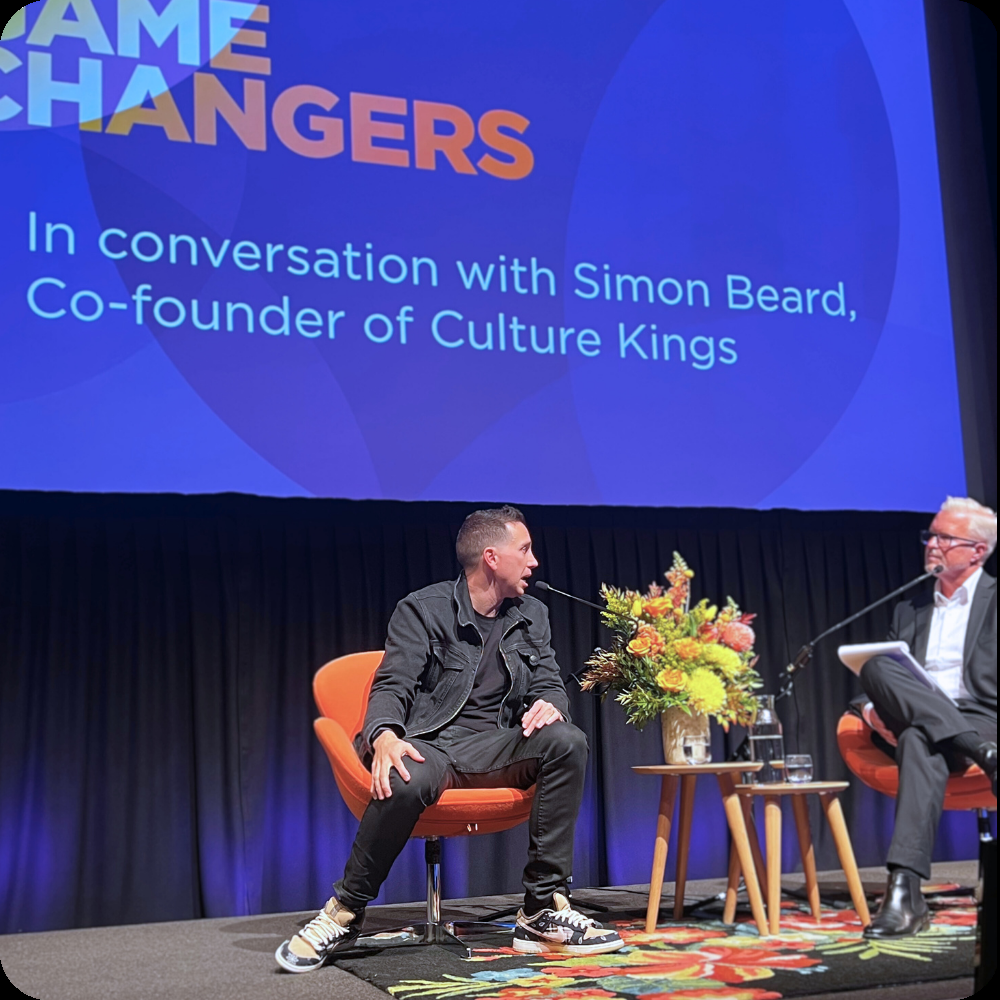 GAME
CHANGERS
In conversation with Simon Beard,
Co-founder of Culture Kings